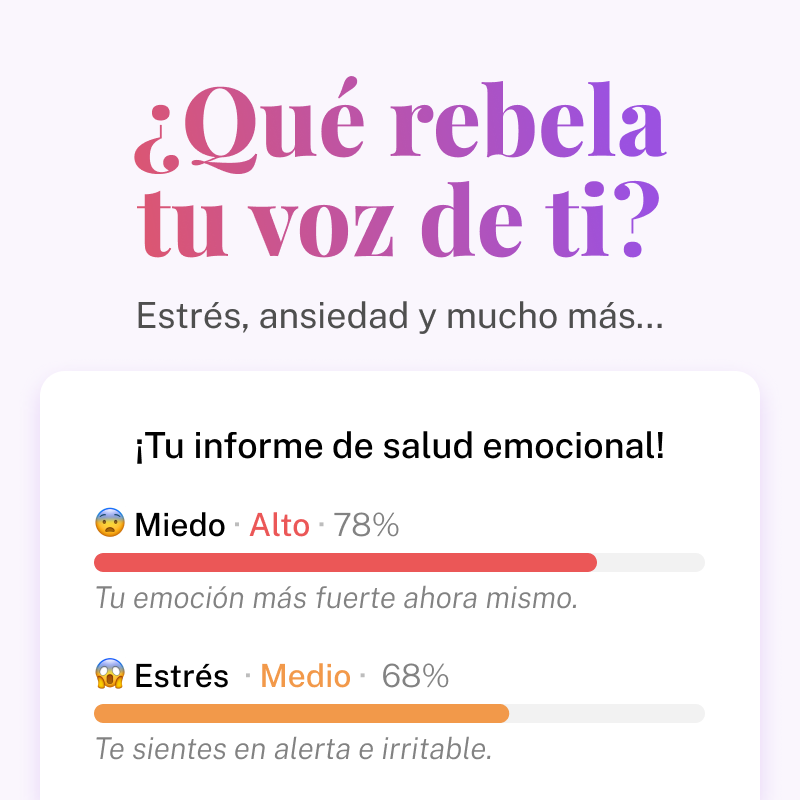 ¿Qué rebela
tu voz de ti?
Estrés, ansiedad y mucho más...
¡Tu informe de salud emocional!
😨 Miedo · Alto · 78%
Tu emoción más fuerte ahora mismo.
😱 Estrés · Medio · 68%
Te sientes en alerta e irritable.